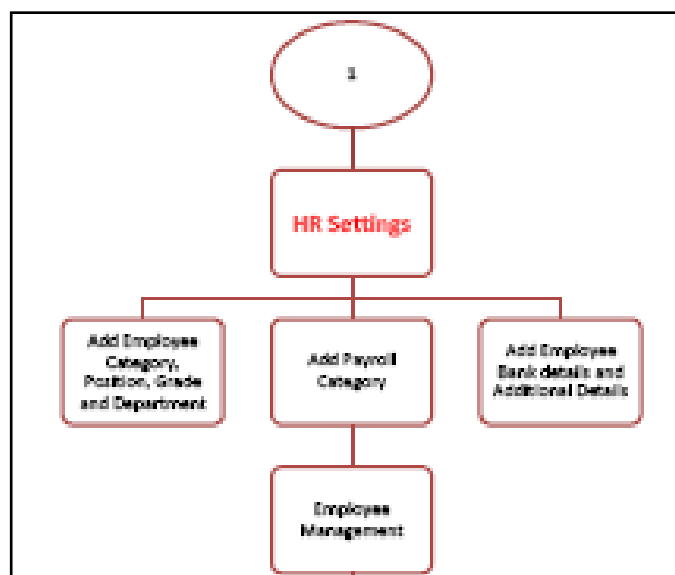 1
HR Settings
Add Employee
Category,
Position, Grade
and Department
Add Payroll
Category
Add Employee
Bank details and
Additional Details
Employee
Management